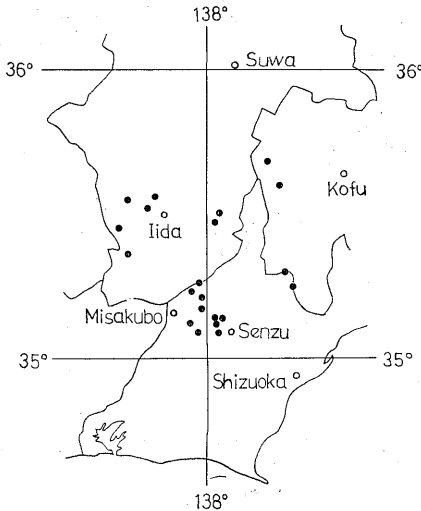 138°
Suwa
36°
36°
Kofu
Iida
Misakubo
Senzu
35°
35°
Shizuoka
138°